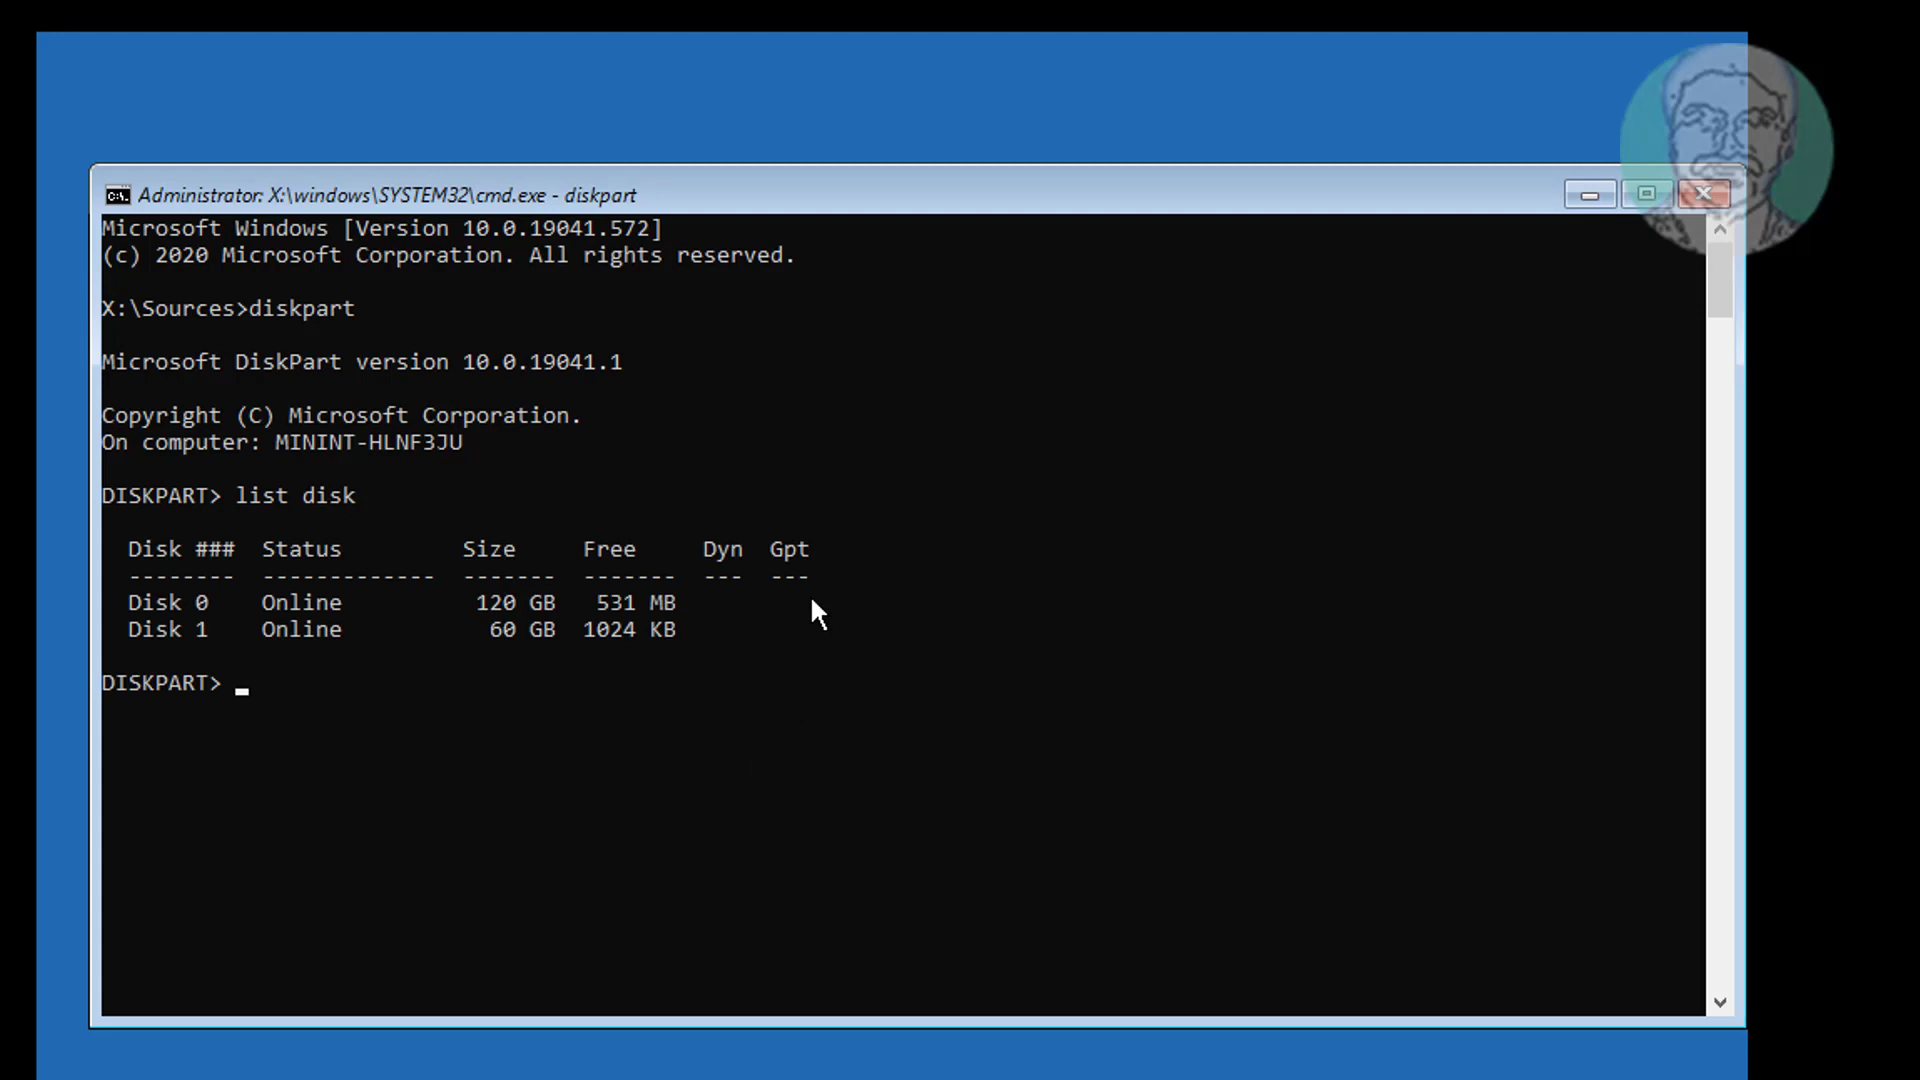 Administrator: X:\windows\SYSTEM32\cmd.exe - diskpart
Microsoft Windows [Version 10.0.19041.572]
(c) 2020 Microsoft Corporation. All rights reserved.
X:\Sources>diskpart
Microsoft DiskPart version 10.0.19041.1
Copyright (C) Microsoft Corporation.
On computer: MININT-HLNF3JU
DISKPART> list disk
Disk ###  Status         Size     Free     Dyn  Gpt
--------  -------------  -------  -------  ---  ---
Disk 0    Online          120 GB   531 MB
Disk 1    Online           60 GB  1024 KB
DISKPART>